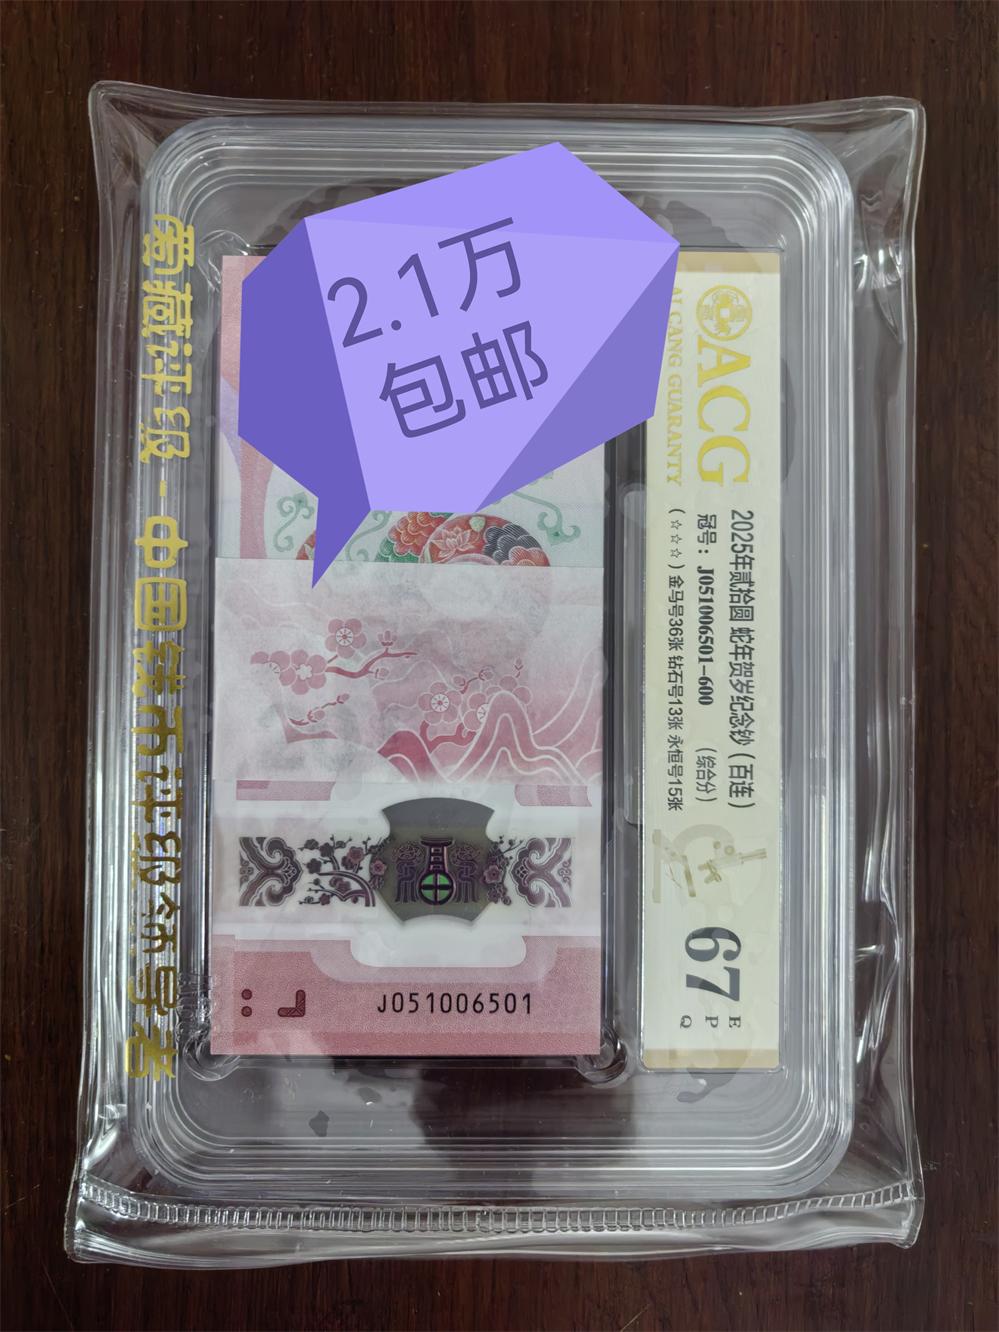 2.1万
包邮
爱藏评级-中国钱币评级领导者
ACG
AI CANG GUARANTY
2025年贰拾圆 蛇年贺岁纪念钞（百连）
冠号：J051006501-600 （综合分）
（☆☆☆）金马号36张 钻石号13张 永恒号15张
67
E
P
Q
J051006501